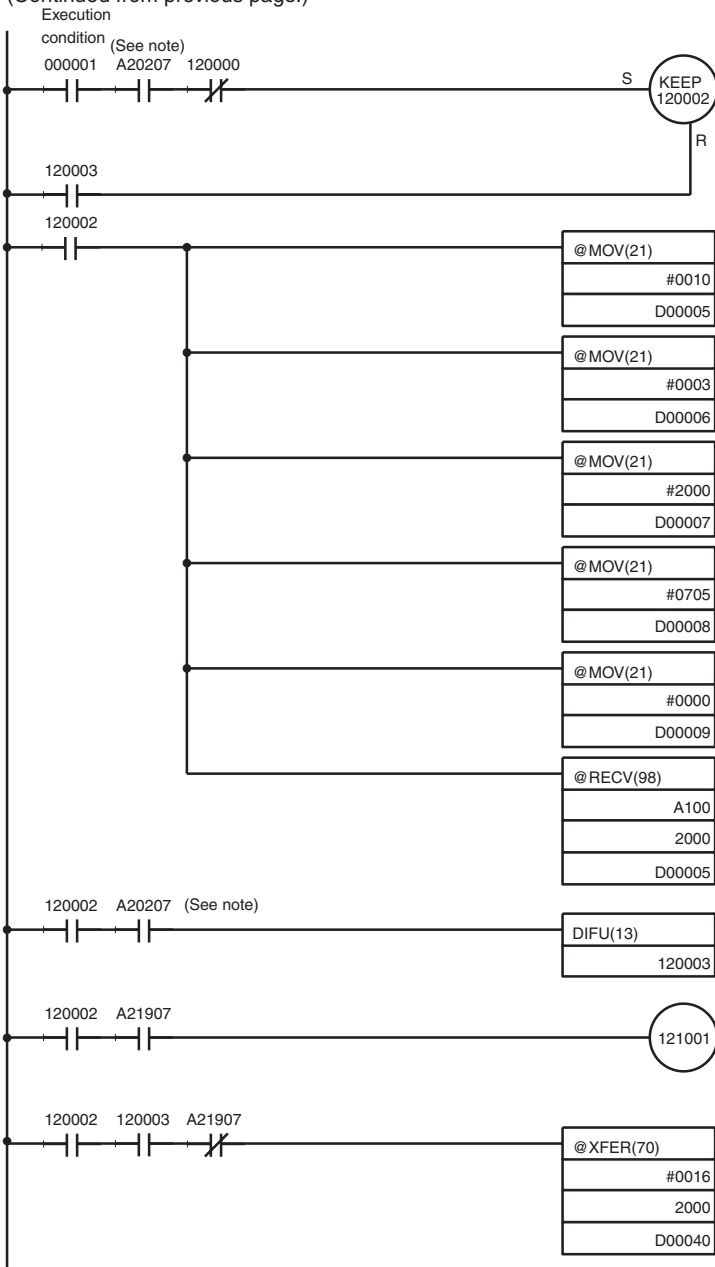 (Continued from previous page.)
Execution
condition (See note)
000001 A20207 120000
S KEEP
120002
R
120003
120002
@MOV(21)
#0010
D00005
@MOV(21)
#0003
D00006
@MOV(21)
#2000
D00007
@MOV(21)
#0705
D00008
@MOV(21)
#0000
D00009
@RECV(98)
A100
2000
D00005
120002 A20207 (See note)
DIFU(13)
120003
120002 A21907
121001
120002 120003 A21907
@XFER(70)
#0016
2000
D00040